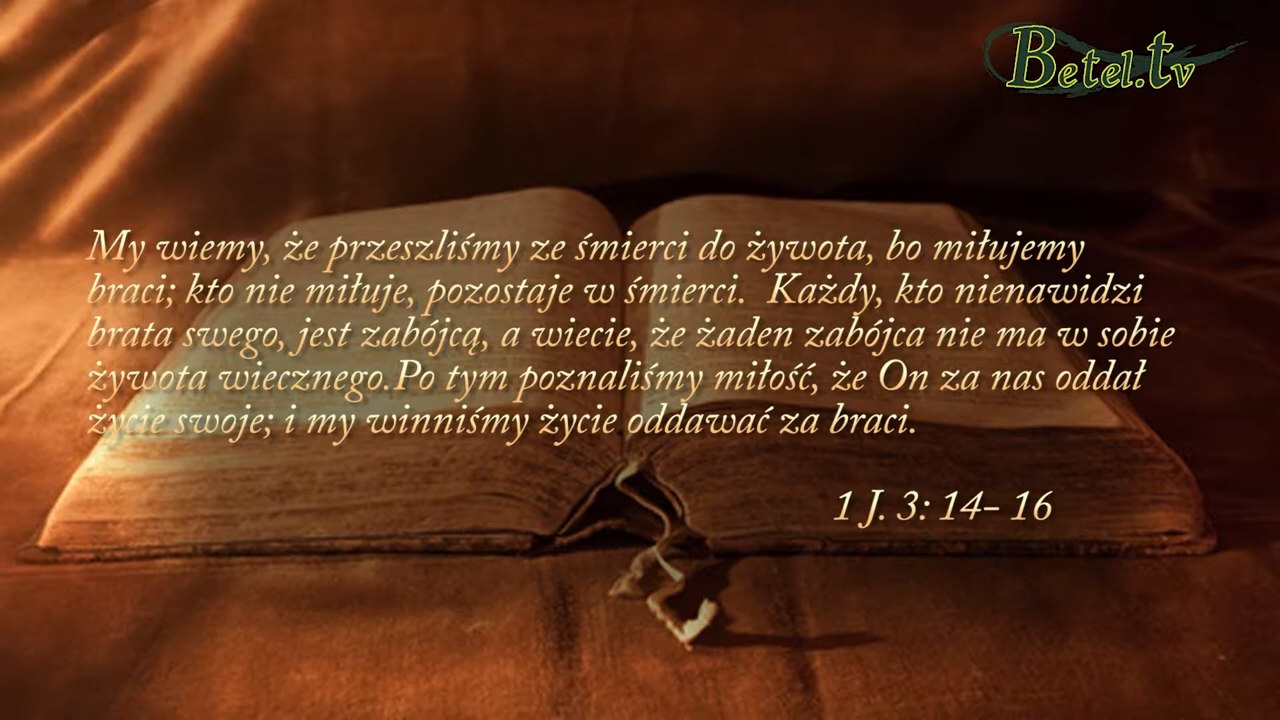 Betel.tv
My wiemy, że przeszliśmy ze śmierci do żywota, bo miłujemy
braci; kto nie miłuje, pozostaje w śmierci.  Każdy, kto nienawidzi
brata swego, jest zabójcą, a wiecie, że żaden zabójca nie ma w sobie
żywota wiecznego.Po tym poznaliśmy miłość, że On za nas oddał
życie swoje; i my winniśmy życie oddawać za braci.
1 J. 3: 14- 16